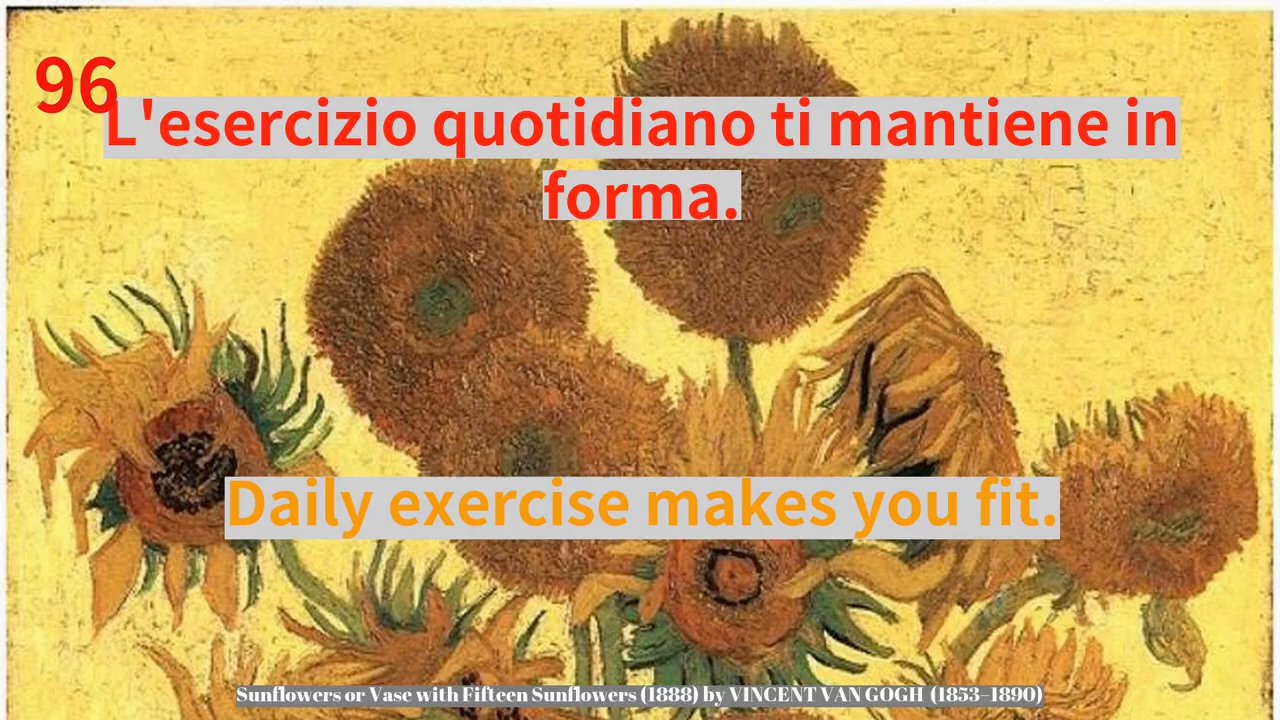 96
L'esercizio quotidiano ti mantiene in
forma.
Daily exercise makes you fit.
Sunflowers or Vase with Fifteen Sunflowers (1888) by VINCENT VAN GOGH (1853–1890)